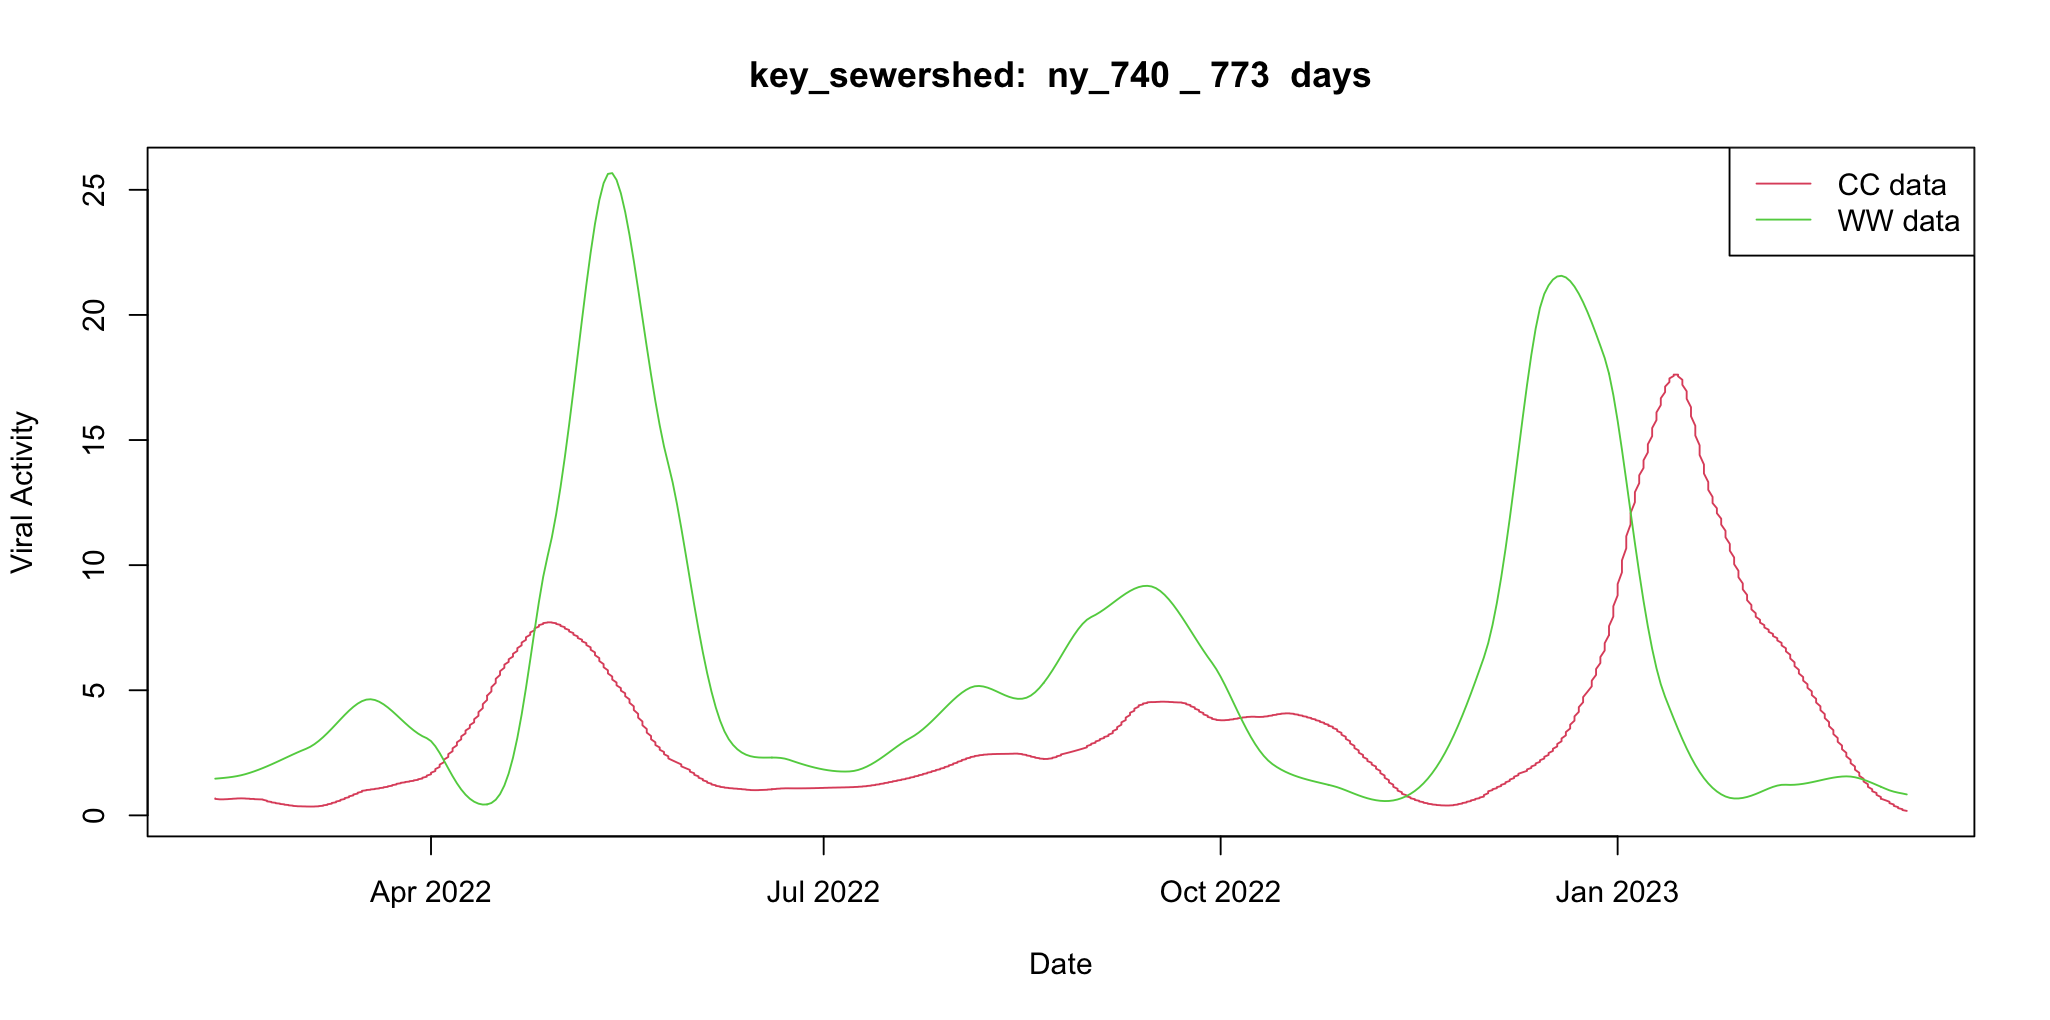 key_sewershed: ny_740 _ 773 days
CC data
WW data
Viral Activity
25
20
15
10
5
0
Apr 2022
Jul 2022
Oct 2022
Jan 2023
Date